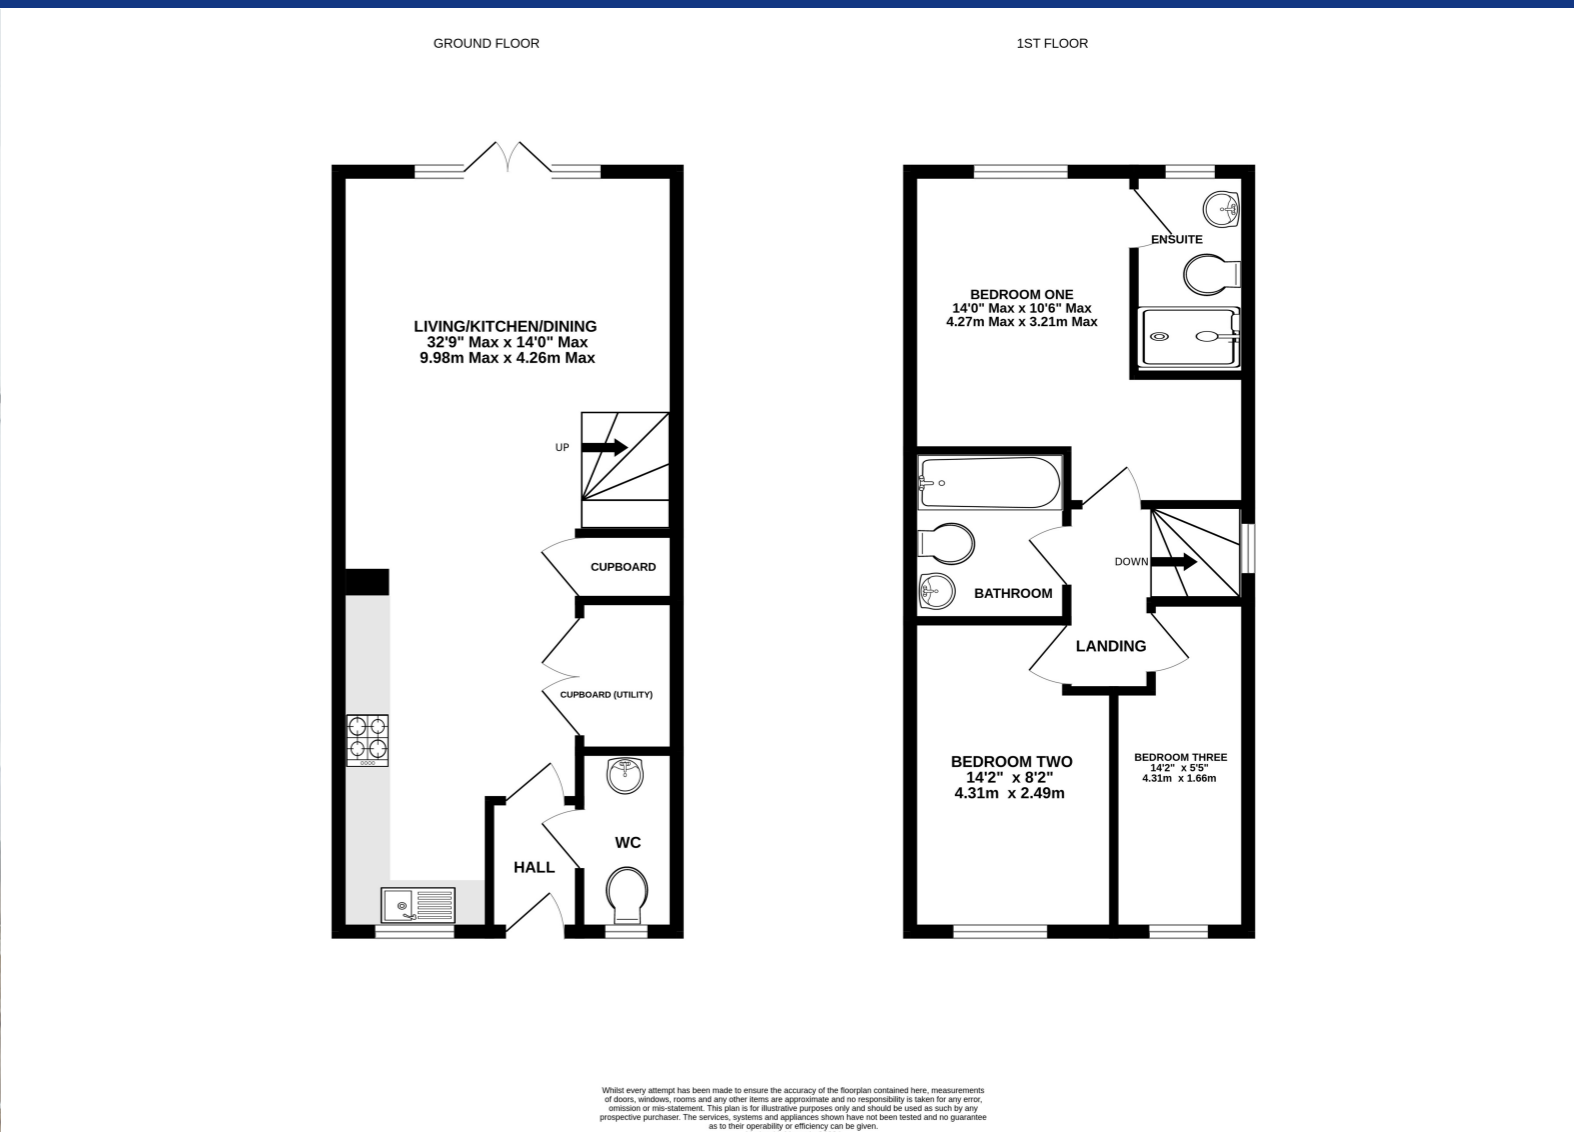 GROUND FLOOR
1ST FLOOR
LIVING/KITCHEN/DINING
32'9" Max x 14'0" Max
9.98m Max x 4.26m Max
UP
CUPBOARD
CUPBOARD (UTILITY)
WC
HALL
ENSUITE
BEDROOM ONE
14'0" Max x 10'6" Max
4.27m Max x 3.21m Max
DOWN
BATHROOM
LANDING
BEDROOM TWO
14'2" x 8'2"
4.31m x 2.49m
BEDROOM THREE
14'2" x 5'5"
4.31m x 1.66m
Whilst every attempt has been made to ensure the accuracy of the floorplan contained here, measurements
of doors, windows, rooms and any other items are approximate and no responsibility is taken for any error,
omission or mis-statement. This plan is for illustrative purposes only and should be used as such by any
prospective purchaser. The services, systems and appliances shown have not been tested and no guarantee
as to their operability or efficiency can be given.